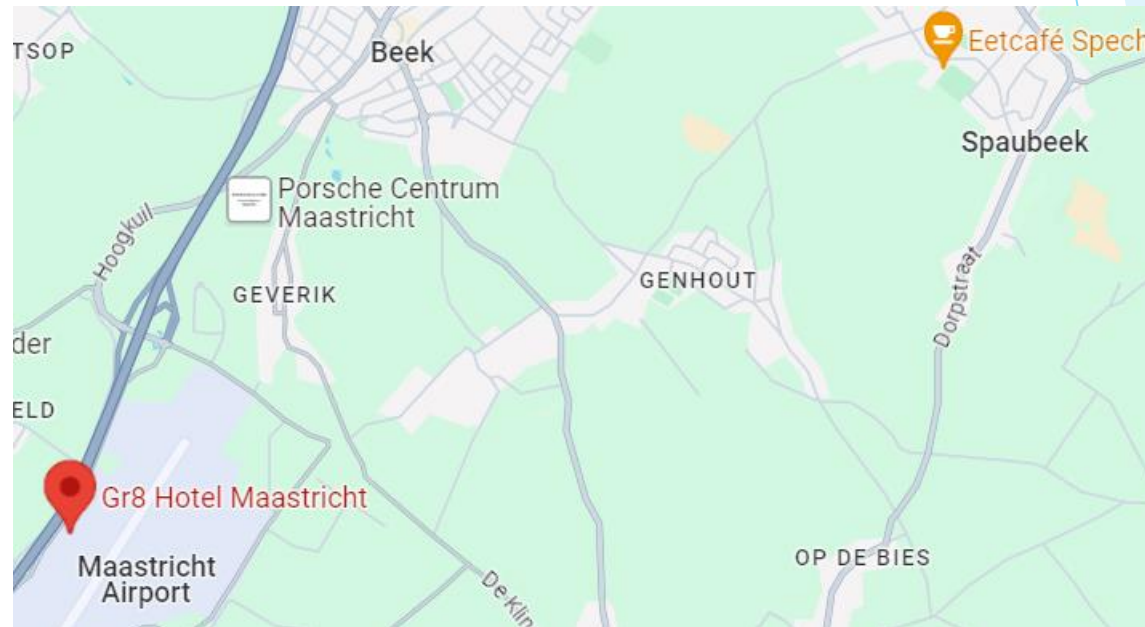 TSOP
Beek
Eetcafé Spech
Spaubeek
Porsche Centrum
Maastricht
Hoogkuil
GENHOUT
GEVERIK
Dorpstraat
der
ELD
Gr8 Hotel Maastricht
Maastricht
Airport
OP DE BIES
De Klin